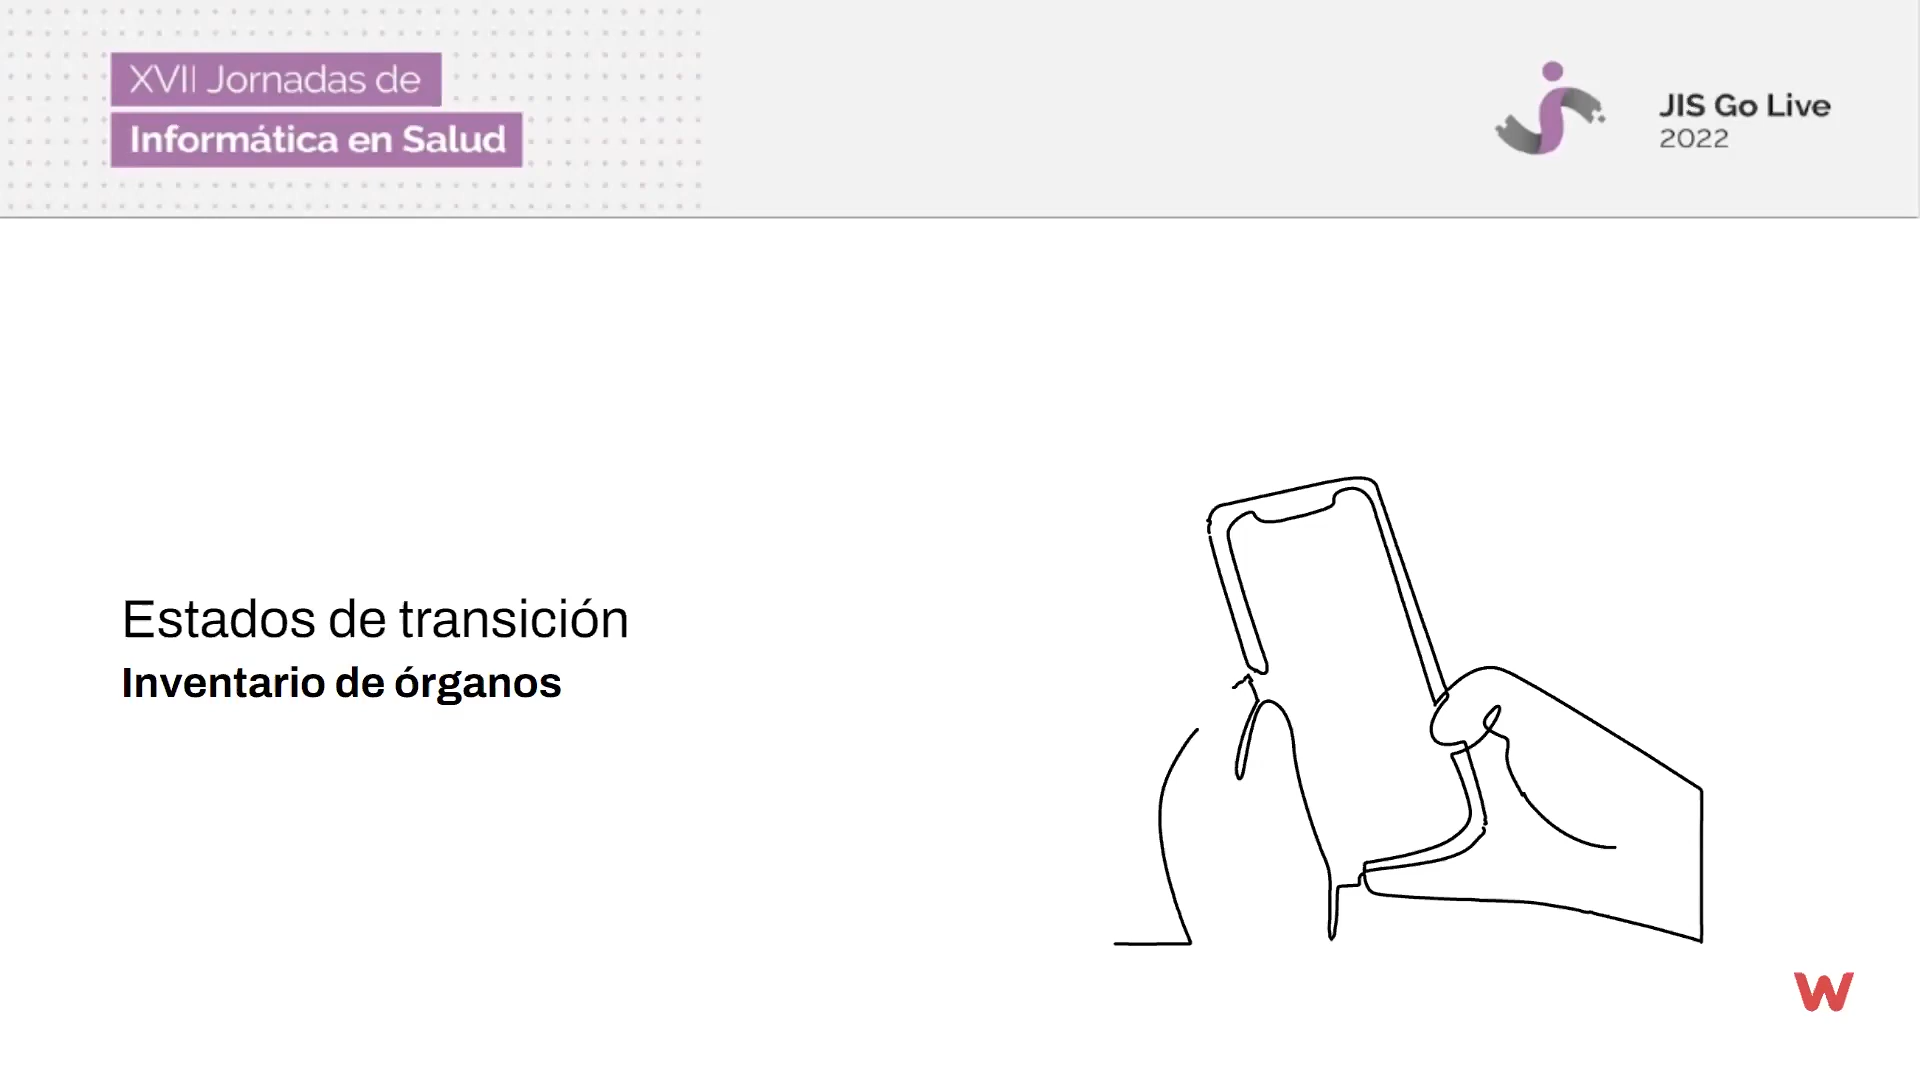 XVII Jornadas de
Informática en Salud
JIS Go Live
2022
Estados de transición
Inventario de órganos
W